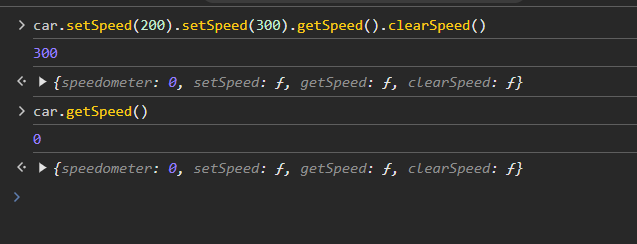 > car.setSpeed(200).setSpeed(300).getSpeed().clearSpeed()
300
<· ▶ {speedometer: 0, setSpeed: ƒ, getSpeed: ƒ, clearSpeed: ƒ}
> car.getSpeed()
0
<· ▶ {speedometer: 0, setSpeed: ƒ, getSpeed: ƒ, clearSpeed: ƒ}
>